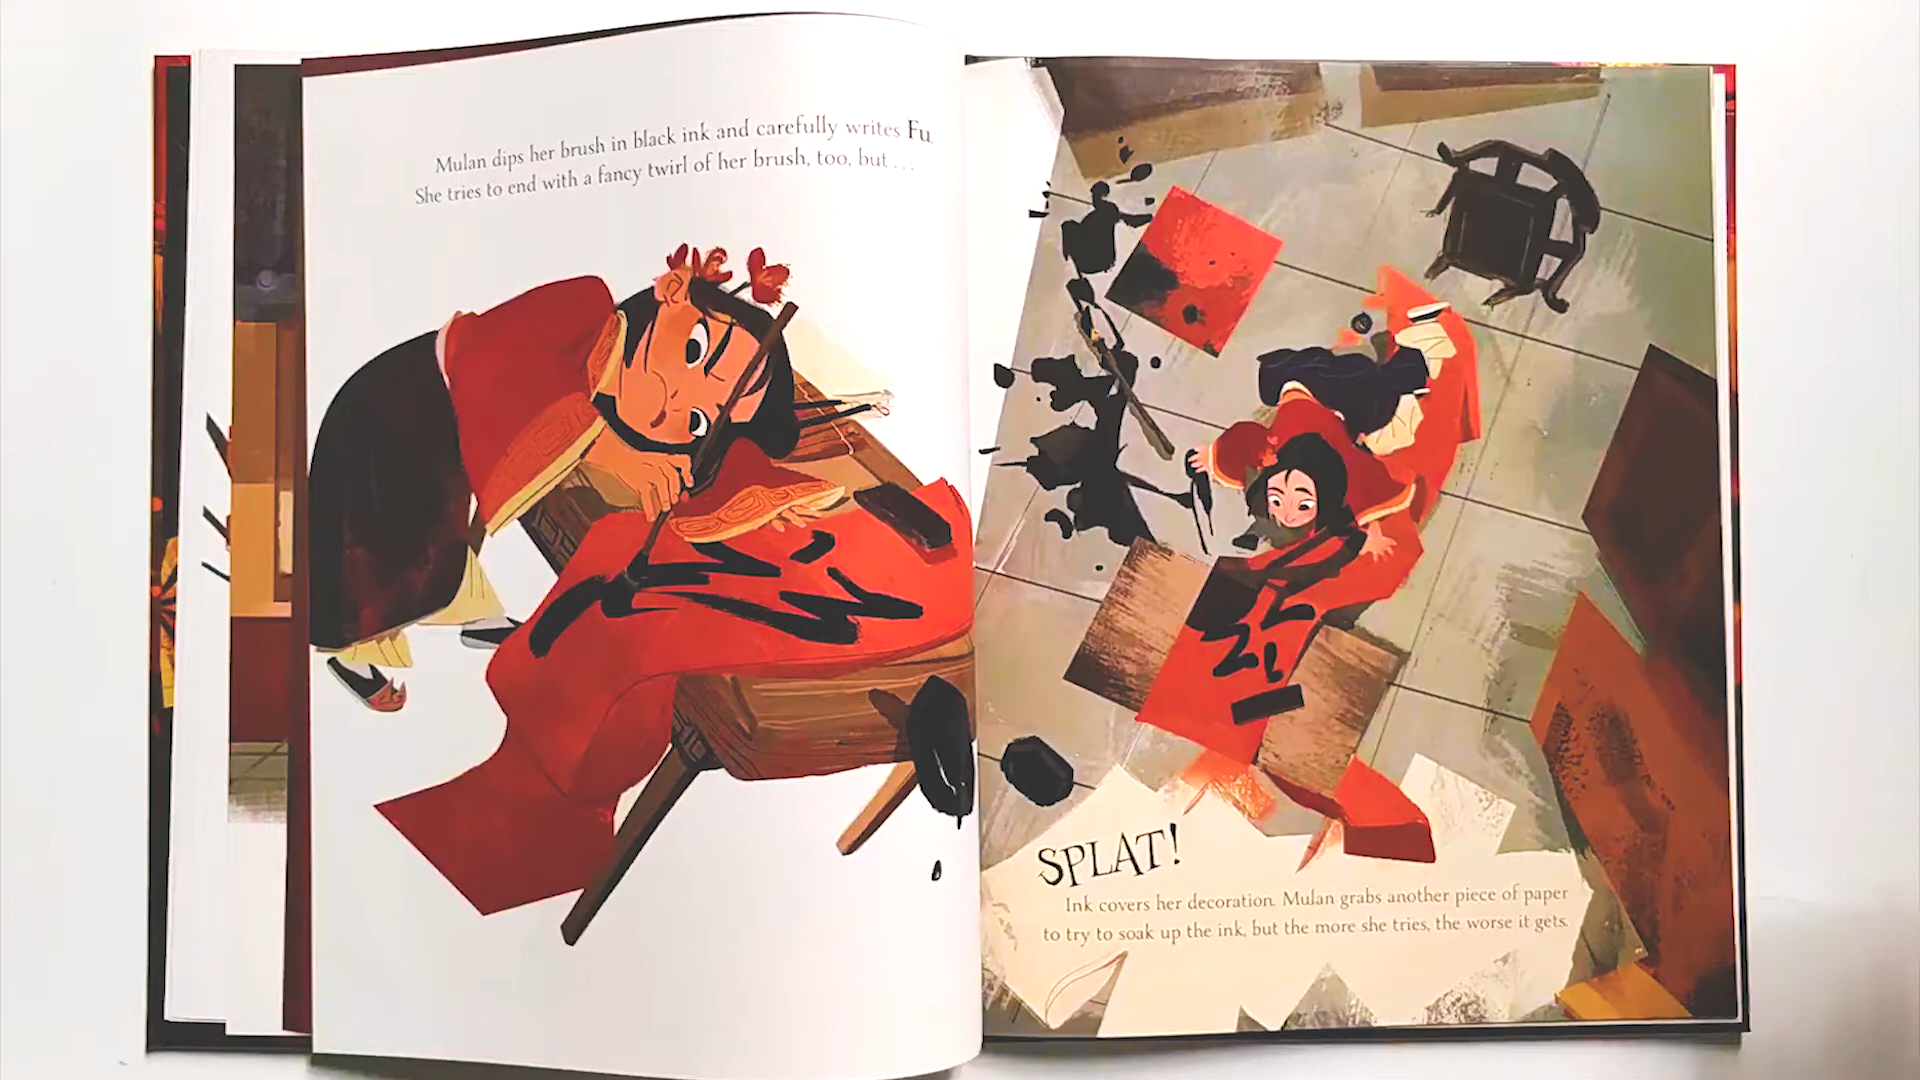 Mulan dips her brush in black ink and carefully writes Fu.
She tries to end with a fancy twirl of her brush, too, but . . .
SPLAT!
Ink covers her decoration. Mulan grabs another piece of paper
to try to soak up the ink, but the more she tries, the worse it gets.